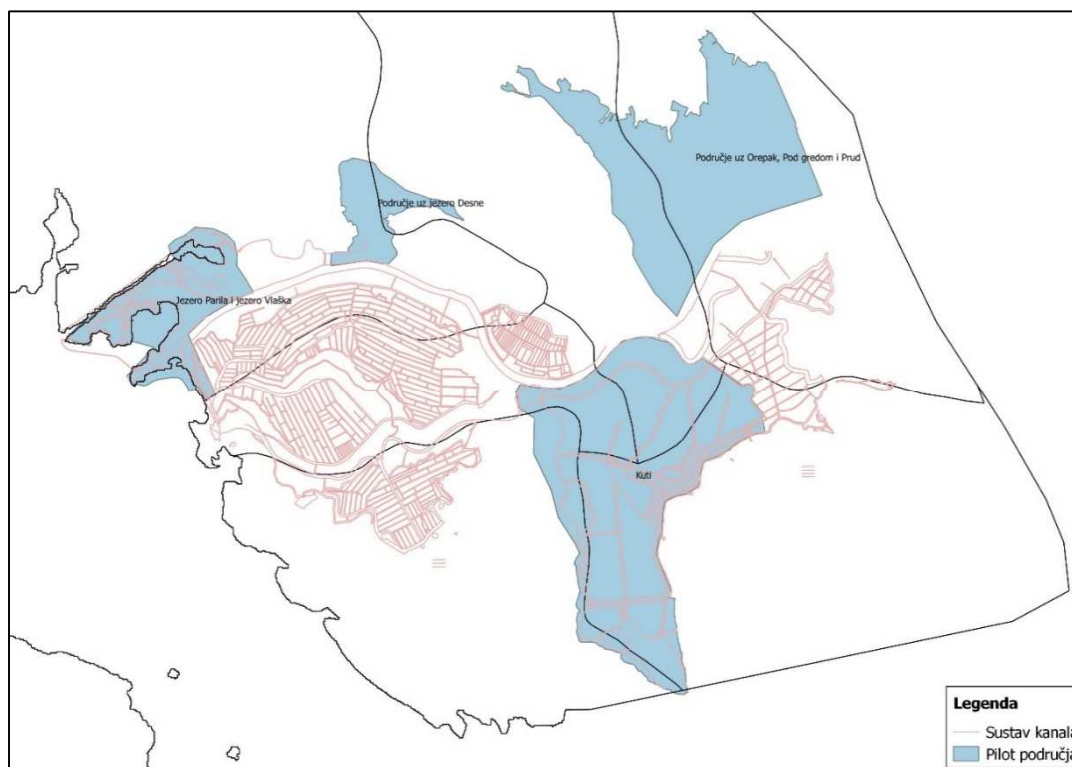 Područje uz Orepak, Pod gredom i Prud
Područje uz jezero Desne
Jezero Parila i jezero Vlaška
Kuti
Legenda
Sustav kanala
Pilot područja